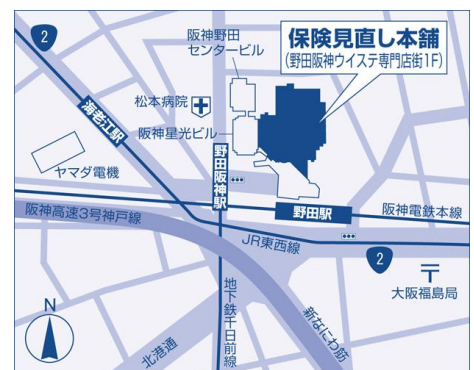 2
阪神野田
センタービル
保険見直し本舗
（野田阪神ウイステ専門店街1F）
松本病院
海老江駅
阪神星光ビル
野田阪神駅
ヤマダ電機
野田駅
阪神電鉄本線
阪神高速3号神戸線
JR東西線
2
大阪福島局
N
地下鉄千日前線
新なにわ筋
北港通